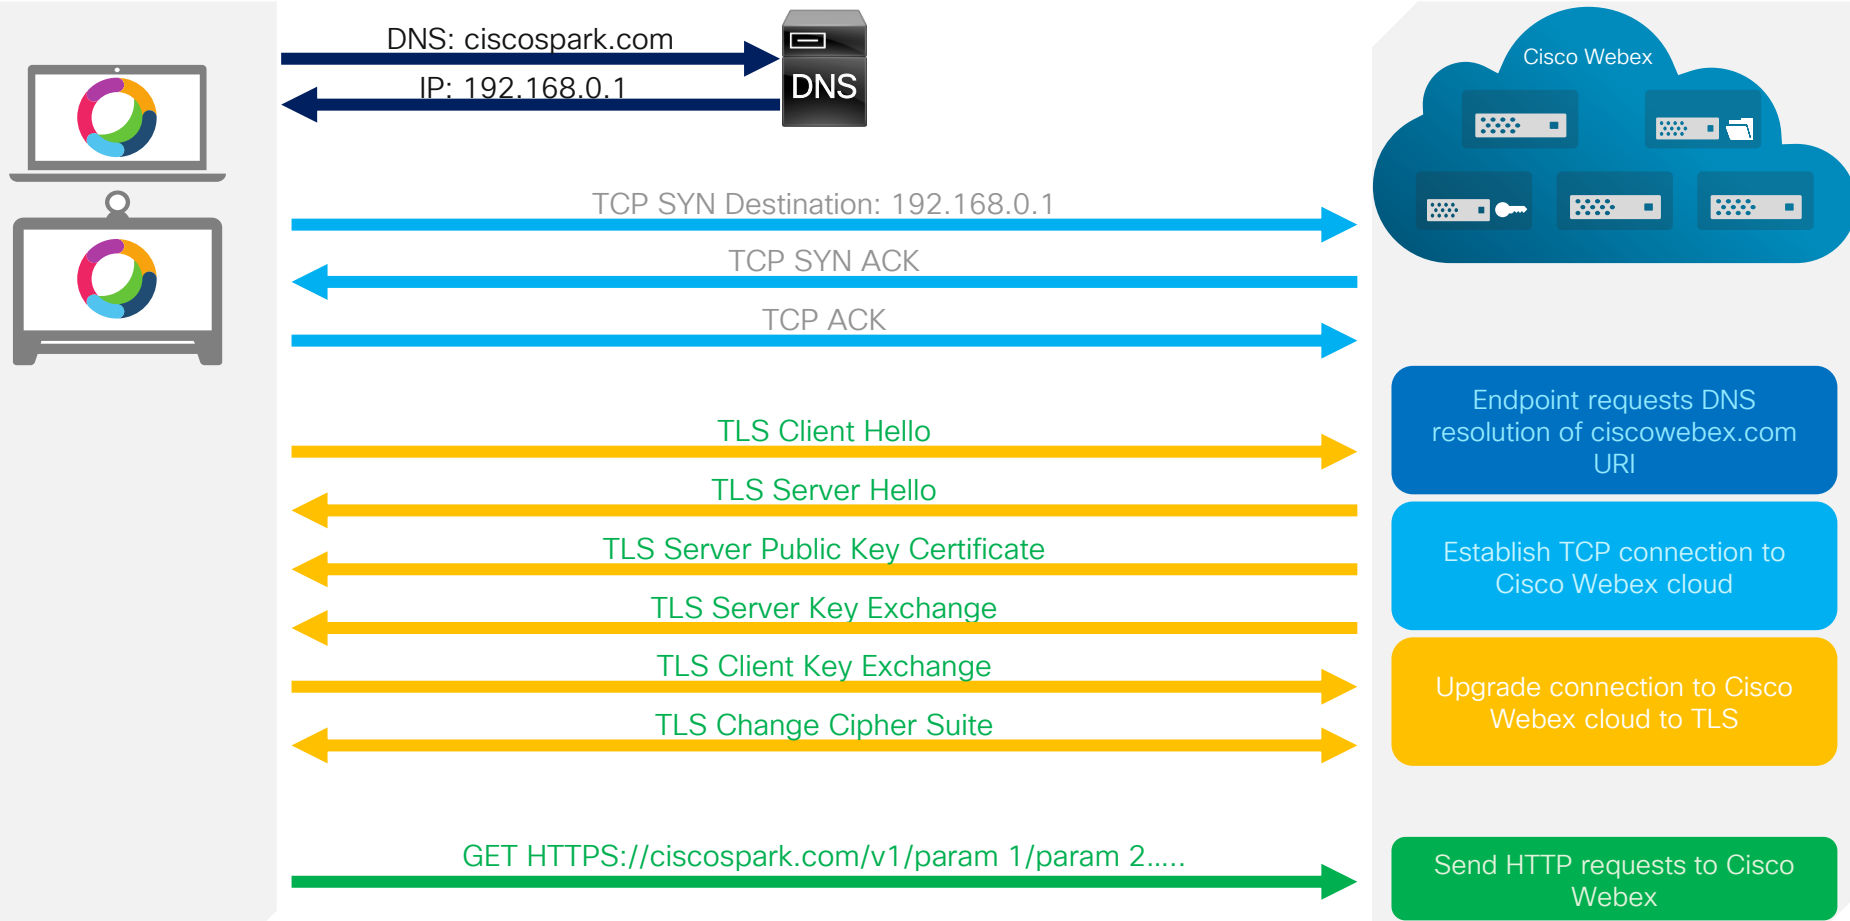 DNS: ciscospark.com
IP: 192.168.0.1
DNS
Cisco Webex
TCP SYN Destination: 192.168.0.1
TCP SYN ACK
TCP ACK
TLS Client Hello
TLS Server Hello
TLS Server Public Key Certificate
TLS Server Key Exchange
TLS Client Key Exchange
TLS Change Cipher Suite
GET HTTPS://ciscospark.com/v1/param 1/param 2.....
Endpoint requests DNS
resolution of ciscowebex.com
URI
Establish TCP connection to
Cisco Webex cloud
Upgrade connection to Cisco
Webex cloud to TLS
Send HTTP requests to Cisco
Webex